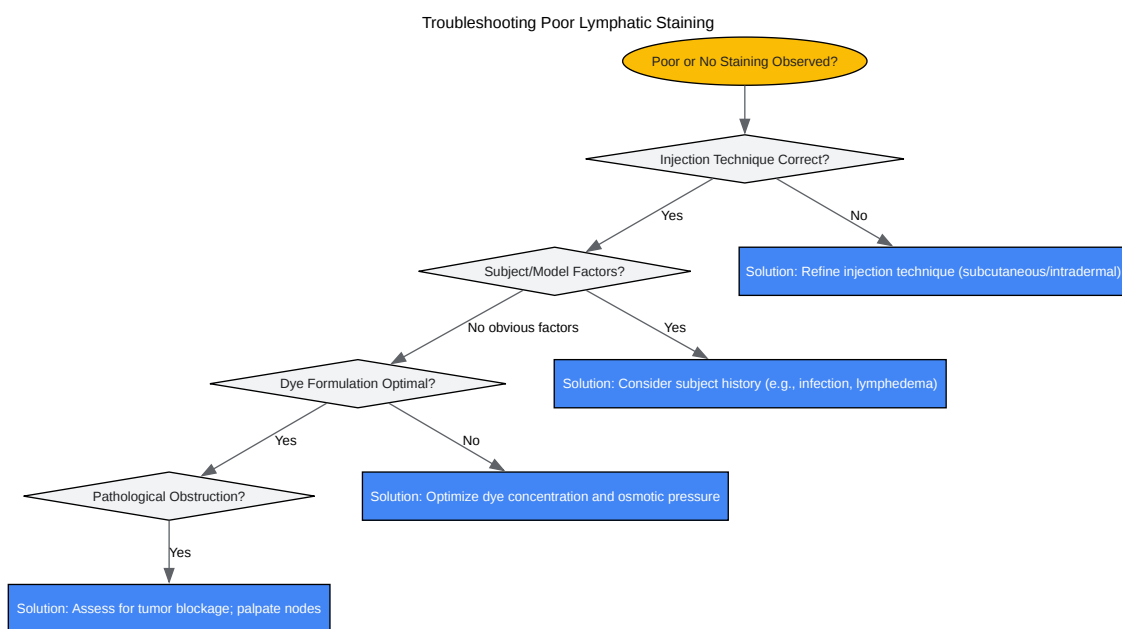 Troubleshooting Poor Lymphatic Staining
Poor or No Staining Observed?
Injection Technique Correct?
Yes
No
Subject/Model Factors?
Solution: Refine injection technique (subcutaneous/intradermal)
No obvious factors
Yes
Dye Formulation Optimal?
Solution: Consider subject history (e.g., infection, lymphedema)
Yes
No
Pathological Obstruction?
Solution: Optimize dye concentration and osmotic pressure
Yes
Solution: Assess for tumor blockage; palpate nodes